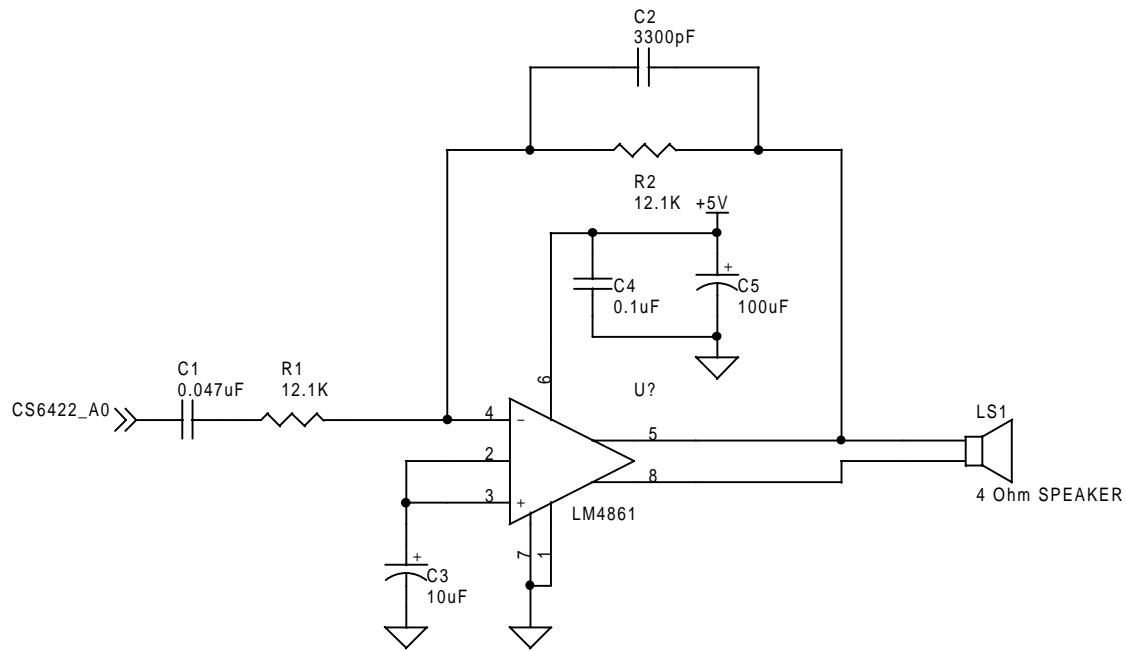 C2
3300pF
R2
12.1K
+5V
+
C4
0.1uF
C5
100uF
C1
0.047uF
R1
12.1K
6
U?
CS6422_A0
4
−
5
LS1
2
8
3
+
4 Ohm SPEAKER
LM4861
7
1
+
C3
10uF